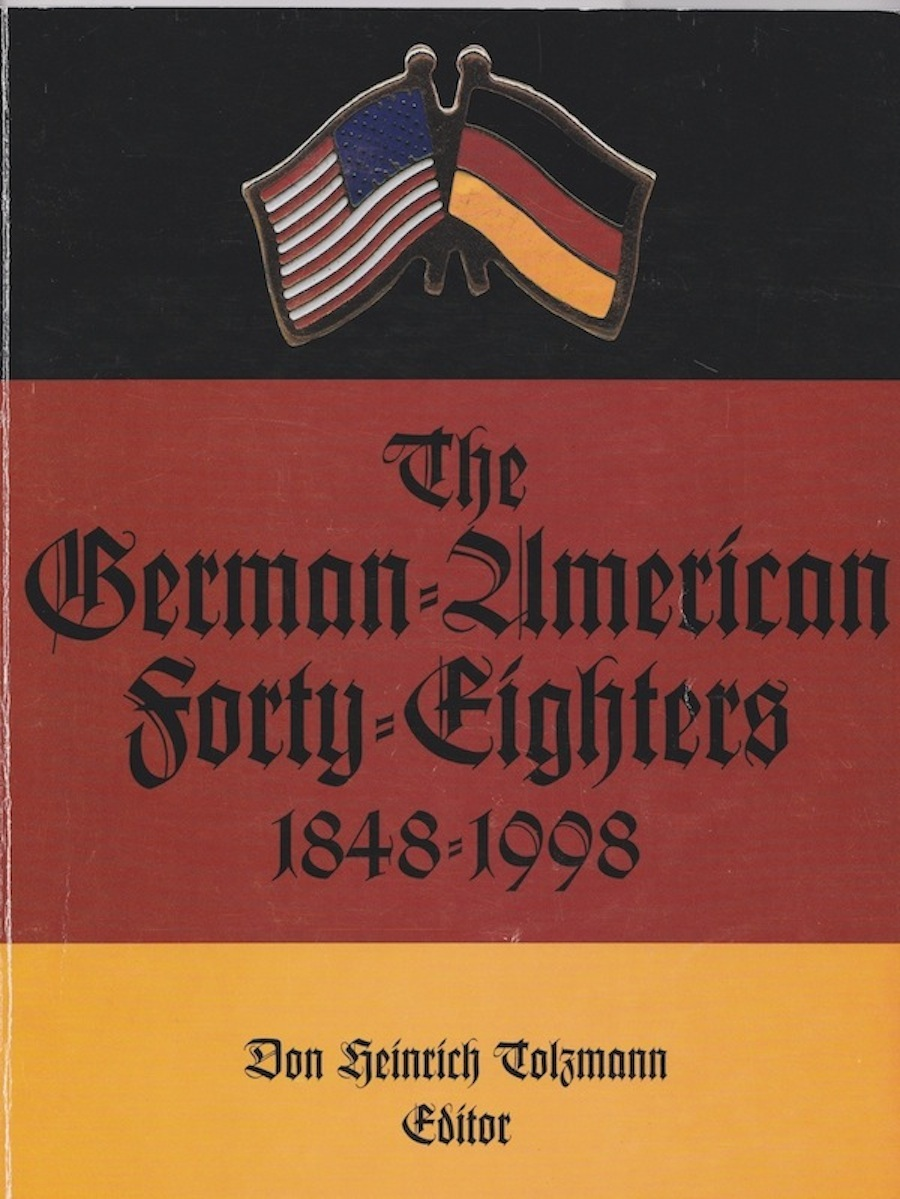 The
German-American
Forty-Eighters
1848-1998
Don Heinrich Tolzmann
Editor